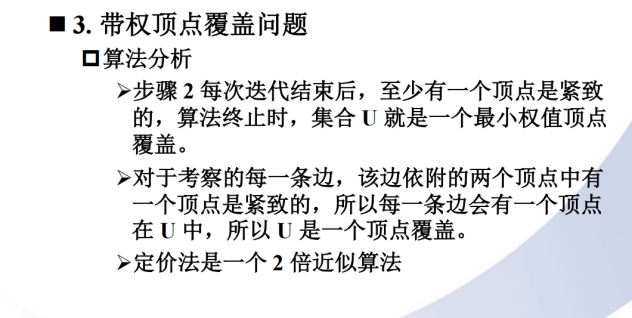 ■ 3. 带权顶点覆盖问题
□算法分析
➢步骤 2 每次迭代结束后，至少有一个顶点是紧致
的，算法终止时，集合 U 就是一个最小权值顶点
覆盖。
➢对于考察的每一条边，该边依附的两个顶点中有
一个顶点是紧致的，所以每一条边会有一个顶点
在 U 中，所以 U 是一个顶点覆盖。
➢定价法是一个 2 倍近似算法